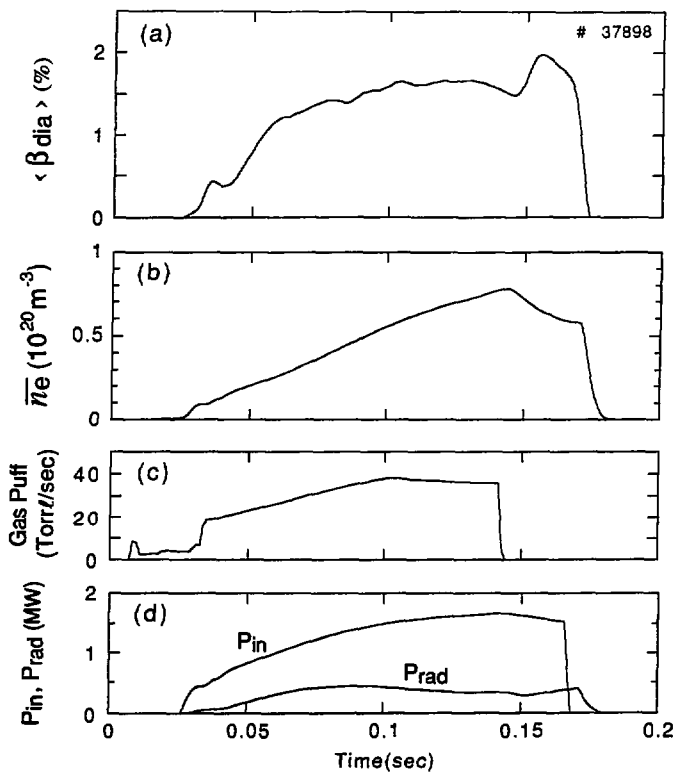 (a)
# 37898
2
1
0
< βdia > (%)
(b)
1
0.5
0
n̅e (10²⁰m⁻³)
(c)
40
20
0
Gas Puff
(Torrℓ/sec)
(d)
2
1
0
Pin
Prad
Pin, Prad (MW)
0 0.05 0.1 0.15 0.2
Time(sec)